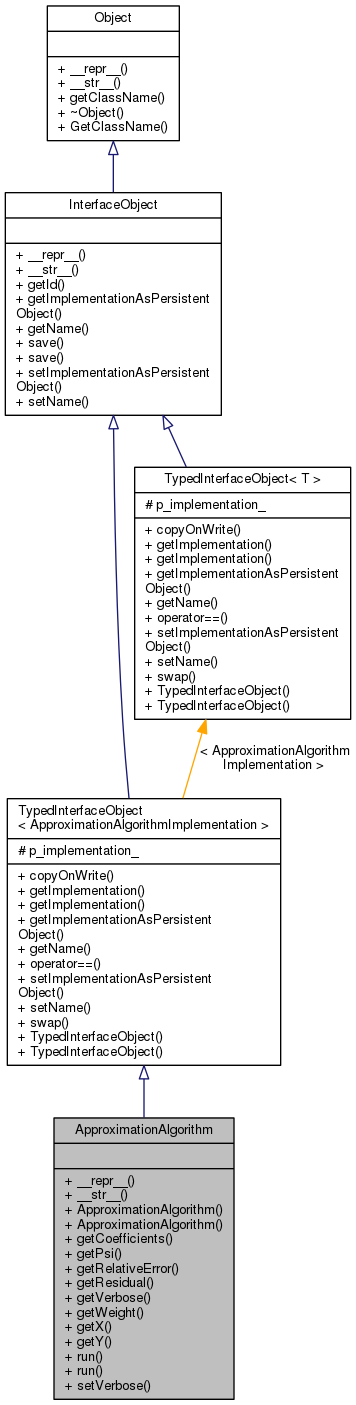 Object
+ __repr__()
+ __str__()
+ getClassName()
+ ~Object()
+ GetClassName()
InterfaceObject
+ __repr__()
+ __str__()
+ getId()
+ getImplementationAsPersistent
Object()
+ getName()
+ save()
+ save()
+ setImplementationAsPersistent
Object()
+ setName()
TypedInterfaceObject< T >
# p_implementation_
+ copyOnWrite()
+ getImplementation()
+ getImplementation()
+ getImplementationAsPersistent
Object()
+ getName()
+ operator==()
+ setImplementationAsPersistent
Object()
+ setName()
+ swap()
+ TypedInterfaceObject()
+ TypedInterfaceObject()
< ApproximationAlgorithm
Implementation >
TypedInterfaceObject
< ApproximationAlgorithmImplementation >
# p_implementation_
+ copyOnWrite()
+ getImplementation()
+ getImplementation()
+ getImplementationAsPersistent
Object()
+ getName()
+ operator==()
+ setImplementationAsPersistent
Object()
+ setName()
+ swap()
+ TypedInterfaceObject()
+ TypedInterfaceObject()
ApproximationAlgorithm
+ __repr__()
+ __str__()
+ ApproximationAlgorithm()
+ ApproximationAlgorithm()
+ getCoefficients()
+ getPsi()
+ getRelativeError()
+ getResidual()
+ getVerbose()
+ getWeight()
+ getX()
+ getY()
+ run()
+ run()
+ setVerbose()